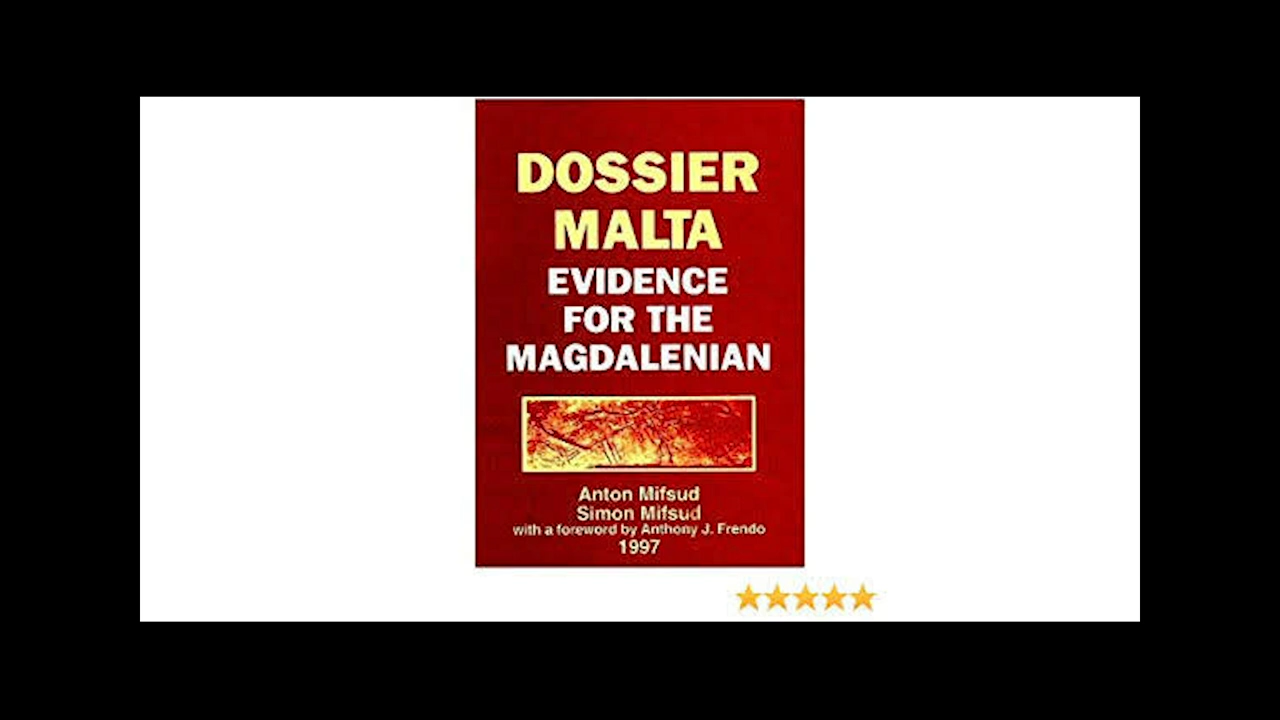 DOSSIER
MALTA
EVIDENCE
FOR THE
MAGDALENIAN
Anton Mifsud
Simon Mifsud
with a foreword by Anthony J. Frendo
1997